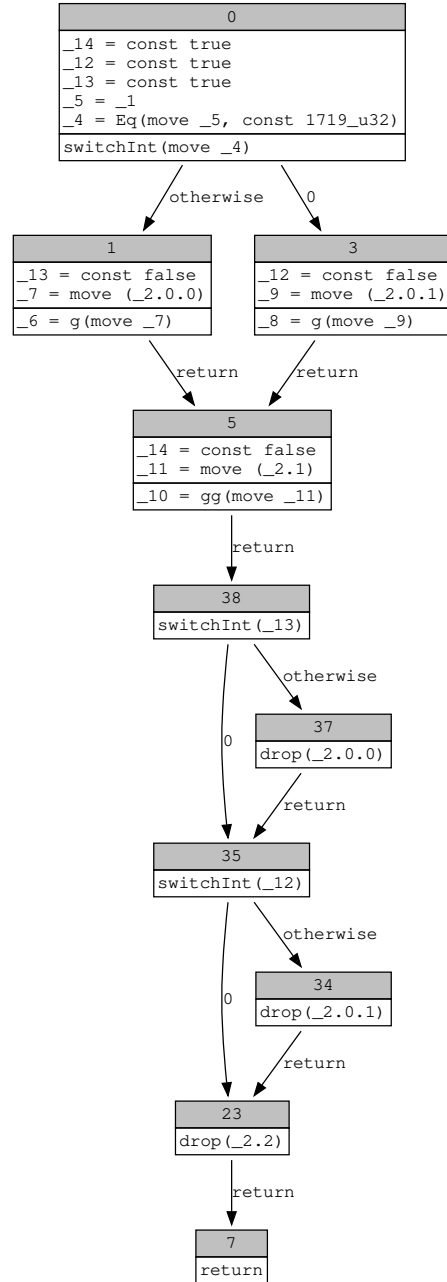 0
_14 = const true
_12 = const true
_13 = const true
_5 = _1
_4 = Eq(move _5, const 1719_u32)
switchInt(move _4)
otherwise
0
1
_13 = const false
_7 = move (_2.0.0)
_6 = g(move _7)
3
_12 = const false
_9 = move (_2.0.1)
_8 = g(move _9)
return
return
5
_14 = const false
_11 = move (_2.1)
_10 = gg(move _11)
return
38
switchInt(_13)
otherwise
0
37
drop(_2.0.0)
return
35
switchInt(_12)
otherwise
0
34
drop(_2.0.1)
return
23
drop(_2.2)
return
7
return